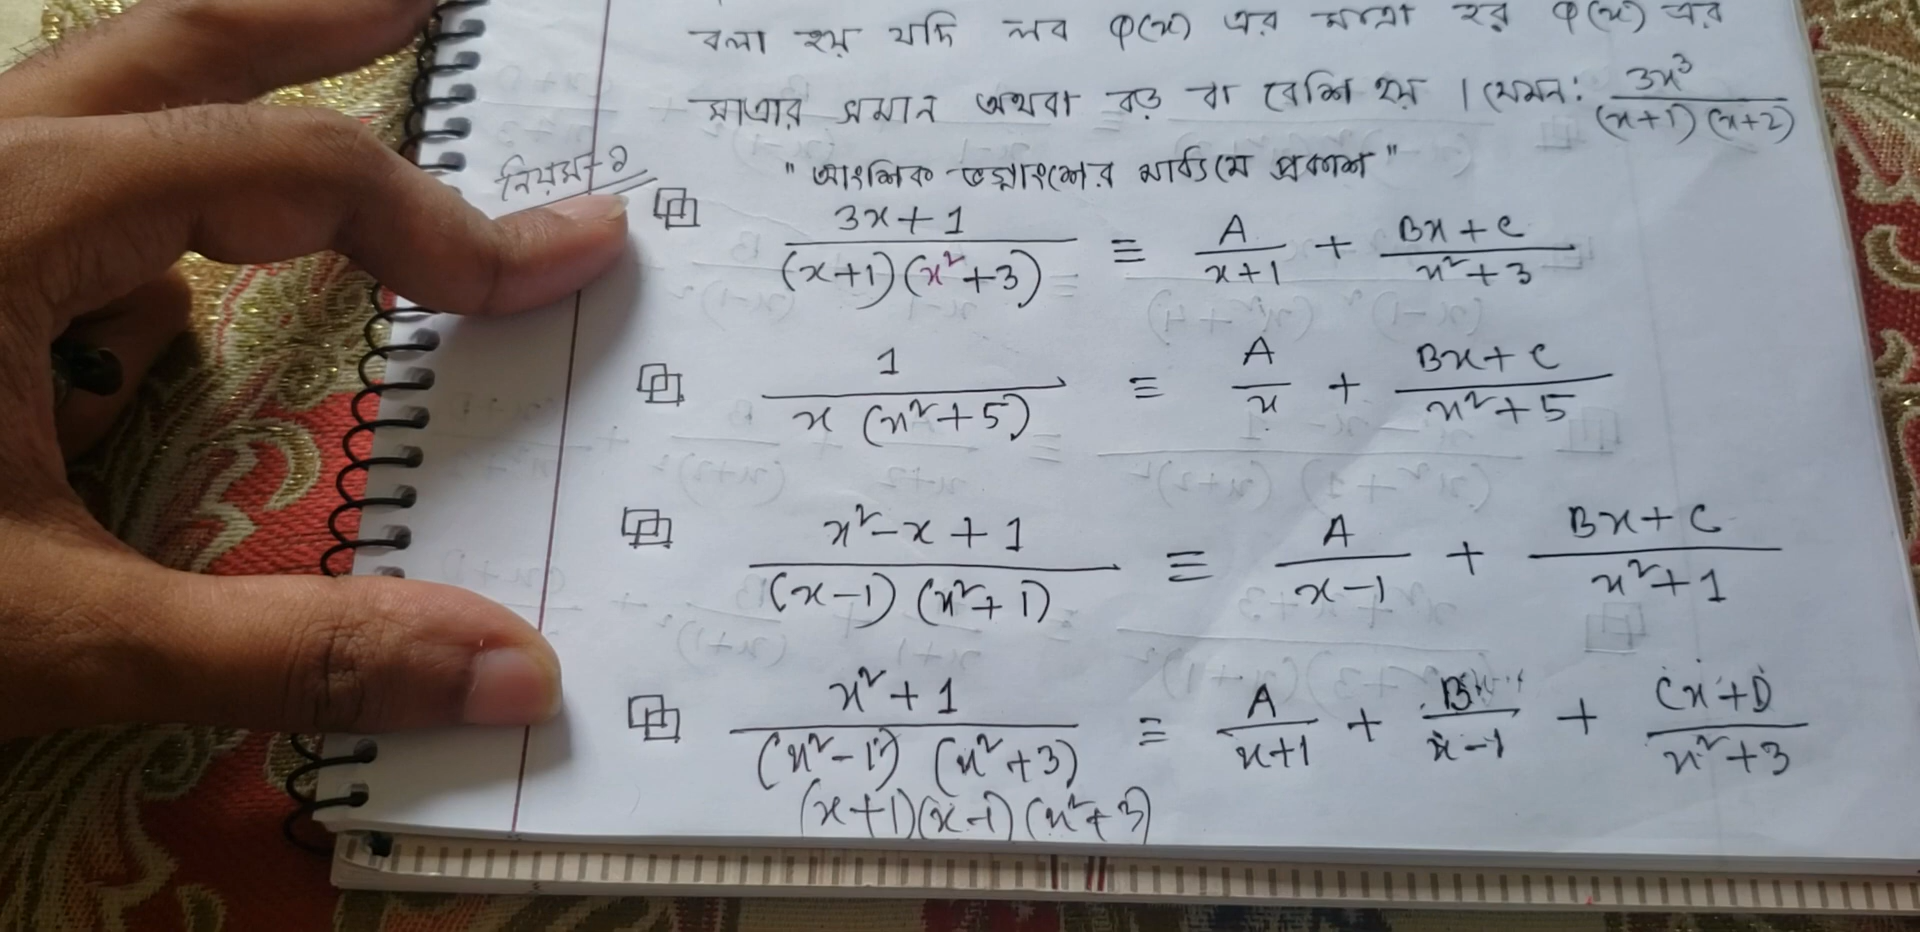 বলা হয় যদি লব φ(x) এর মাত্রা হর φ(x) এর
মাত্রার সমান অথবা বড় বা বেশি হয় । যেমন: 3x³/(x+1)(x+2)
নিয়ম-১
"আংশিক ভগ্নাংশের মাধ্যমে প্রকাশ"
(3x+1)/((x+1)(x²+3)) ≡ A/(x+1) + (Bx+C)/(x²+3)
1/(x(x²+5)) ≡ A/x + (Bx+C)/(x²+5)
(x²-x+1)/((x-1)(x²+1)) ≡ A/(x-1) + (Bx+C)/(x²+1)
(x²+1)/((x²-1²)(x²+3)) ≡ A/(x+1) + B/(x-1) + (Cx+D)/(x²+3)
(x+1)(x-1)(x²+3)